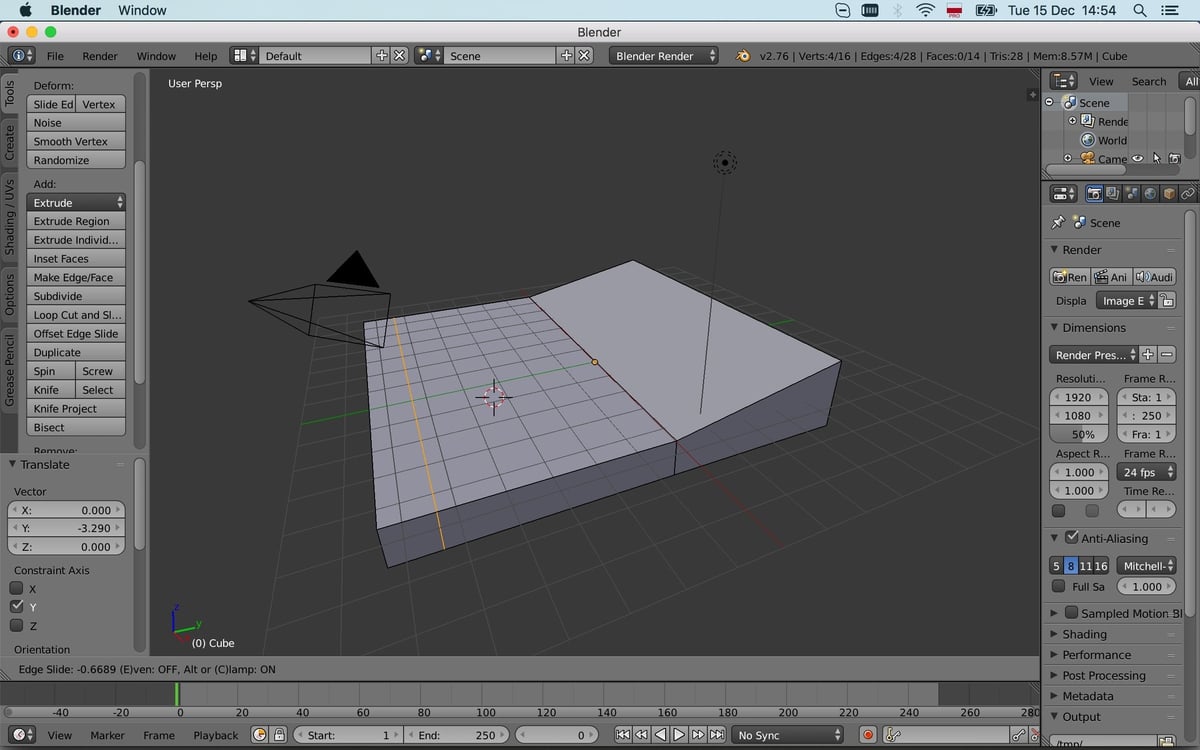 Blender Window PRO Tue 15 Dec 14:54
Blender
File Render Window Help Default Scene Blender Render v2.76 | Verts:4/16 | Edges:4/28 | Faces:0/14 | Tris:28 | Mem:8.57M | Cube
Tools
Create
Shading / UVs
Options
Grease Pencil
Deform:
Slide Ed Vertex
Noise
Smooth Vertex
Randomize
Add:
Extrude
Extrude Region
Extrude Individ...
Inset Faces
Make Edge/Face
Subdivide
Loop Cut and Sl...
Offset Edge Slide
Duplicate
Spin Screw
Knife Select
Knife Project
Bisect
Remove:
Translate
Vector
X: 0.000
Y: -3.290
Z: 0.000
Constraint Axis
X
Y
Z
Orientation
User Persp
z
y
(0) Cube
Edge Slide: -0.6689 (E)ven: OFF, Alt or (C)lamp: ON
View Search All
Scene
Rende
World
Came
Scene
Render
Ren Ani Audi
Displa Image E
Dimensions
Render Pres...
Resoluti... Frame R...
1920 Sta: 1
1080 : 250
50% Fra: 1
Aspect R... Frame R...
1.000 24 fps
1.000 Time Re...
Anti-Aliasing
5 8 11 16 Mitchell-
Full Sa 1.000
Sampled Motion Bl
Shading
Performance
Post Processing
Metadata
Output
/tmp/
-40 -20 0 20 40 60 80 100 120 140 160 180 200 220 240 260 280
View Marker Frame Playback Start: 1 End: 250 0 No Sync